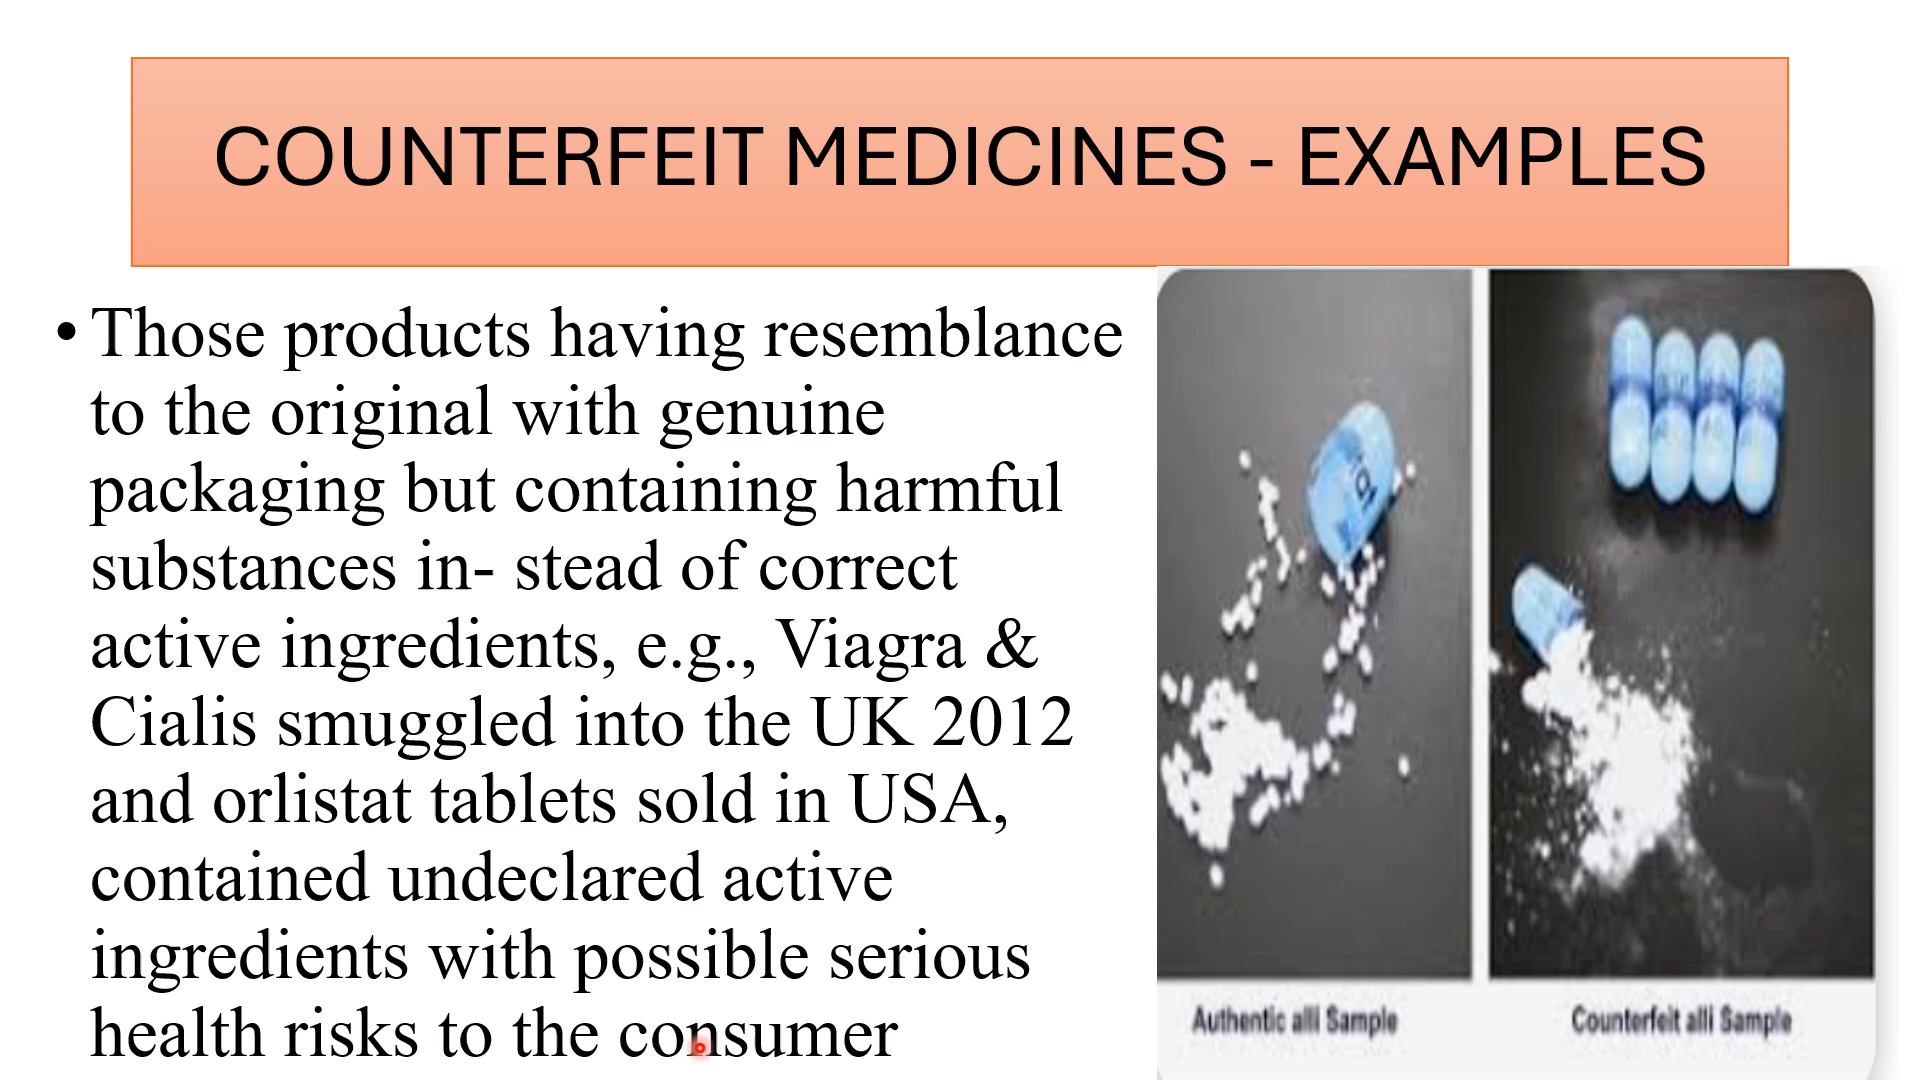 COUNTERFEIT MEDICINES - EXAMPLES
• Those products having resemblance
to the original with genuine
packaging but containing harmful
substances in- stead of correct
active ingredients, e.g., Viagra &
Cialis smuggled into the UK 2012
and orlistat tablets sold in USA,
contained undeclared active
ingredients with possible serious
health risks to the consumer
Authentic alli Sample
Counterfeit alli Sample